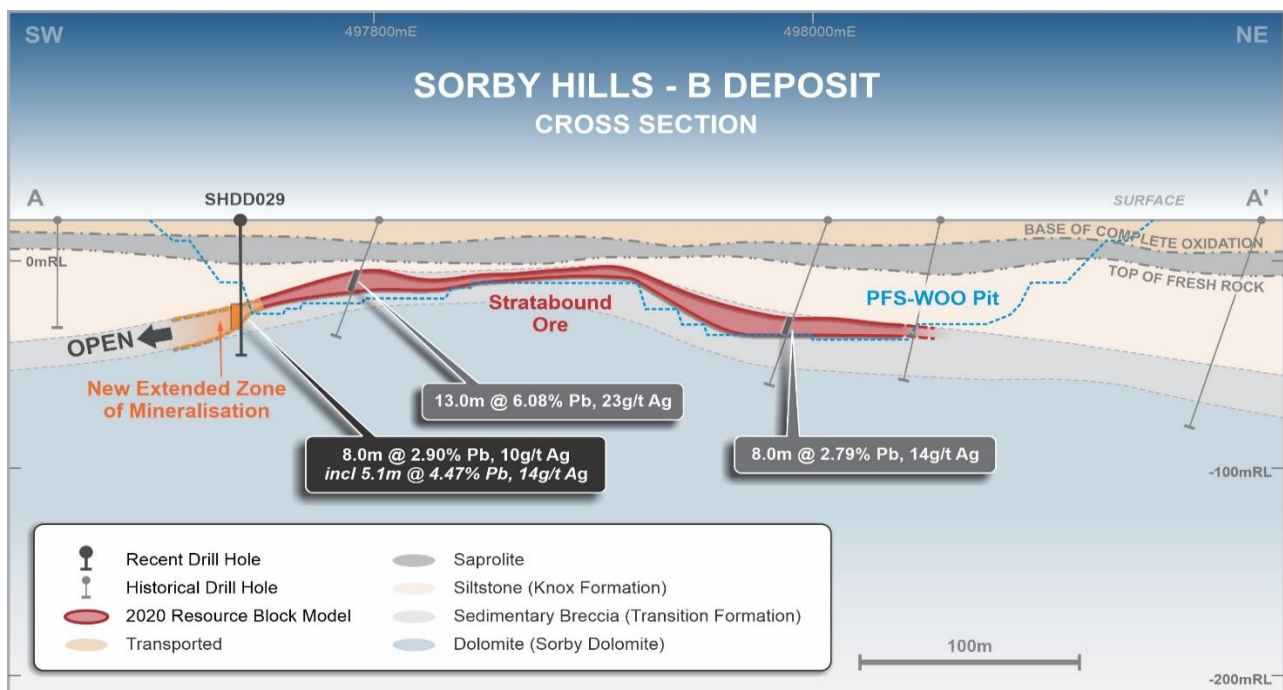 SW
497800mE
498000mE
NE
SORBY HILLS - B DEPOSIT
CROSS SECTION
A
SHDD029
SURFACE
A'
BASE OF COMPLETE OXIDATION
0mRL
TOP OF FRESH ROCK
PFS-WOO Pit
Stratabound
Ore
OPEN
New Extended Zone
of Mineralisation
13.0m @ 6.08% Pb, 23g/t Ag
8.0m @ 2.90% Pb, 10g/t Ag
incl 5.1m @ 4.47% Pb, 14g/t Ag
8.0m @ 2.79% Pb, 14g/t Ag
-100mRL
Recent Drill Hole
Historical Drill Hole
2020 Resource Block Model
Transported
Saprolite
Siltstone (Knox Formation)
Sedimentary Breccia (Transition Formation)
Dolomite (Sorby Dolomite)
100m
-200mRL